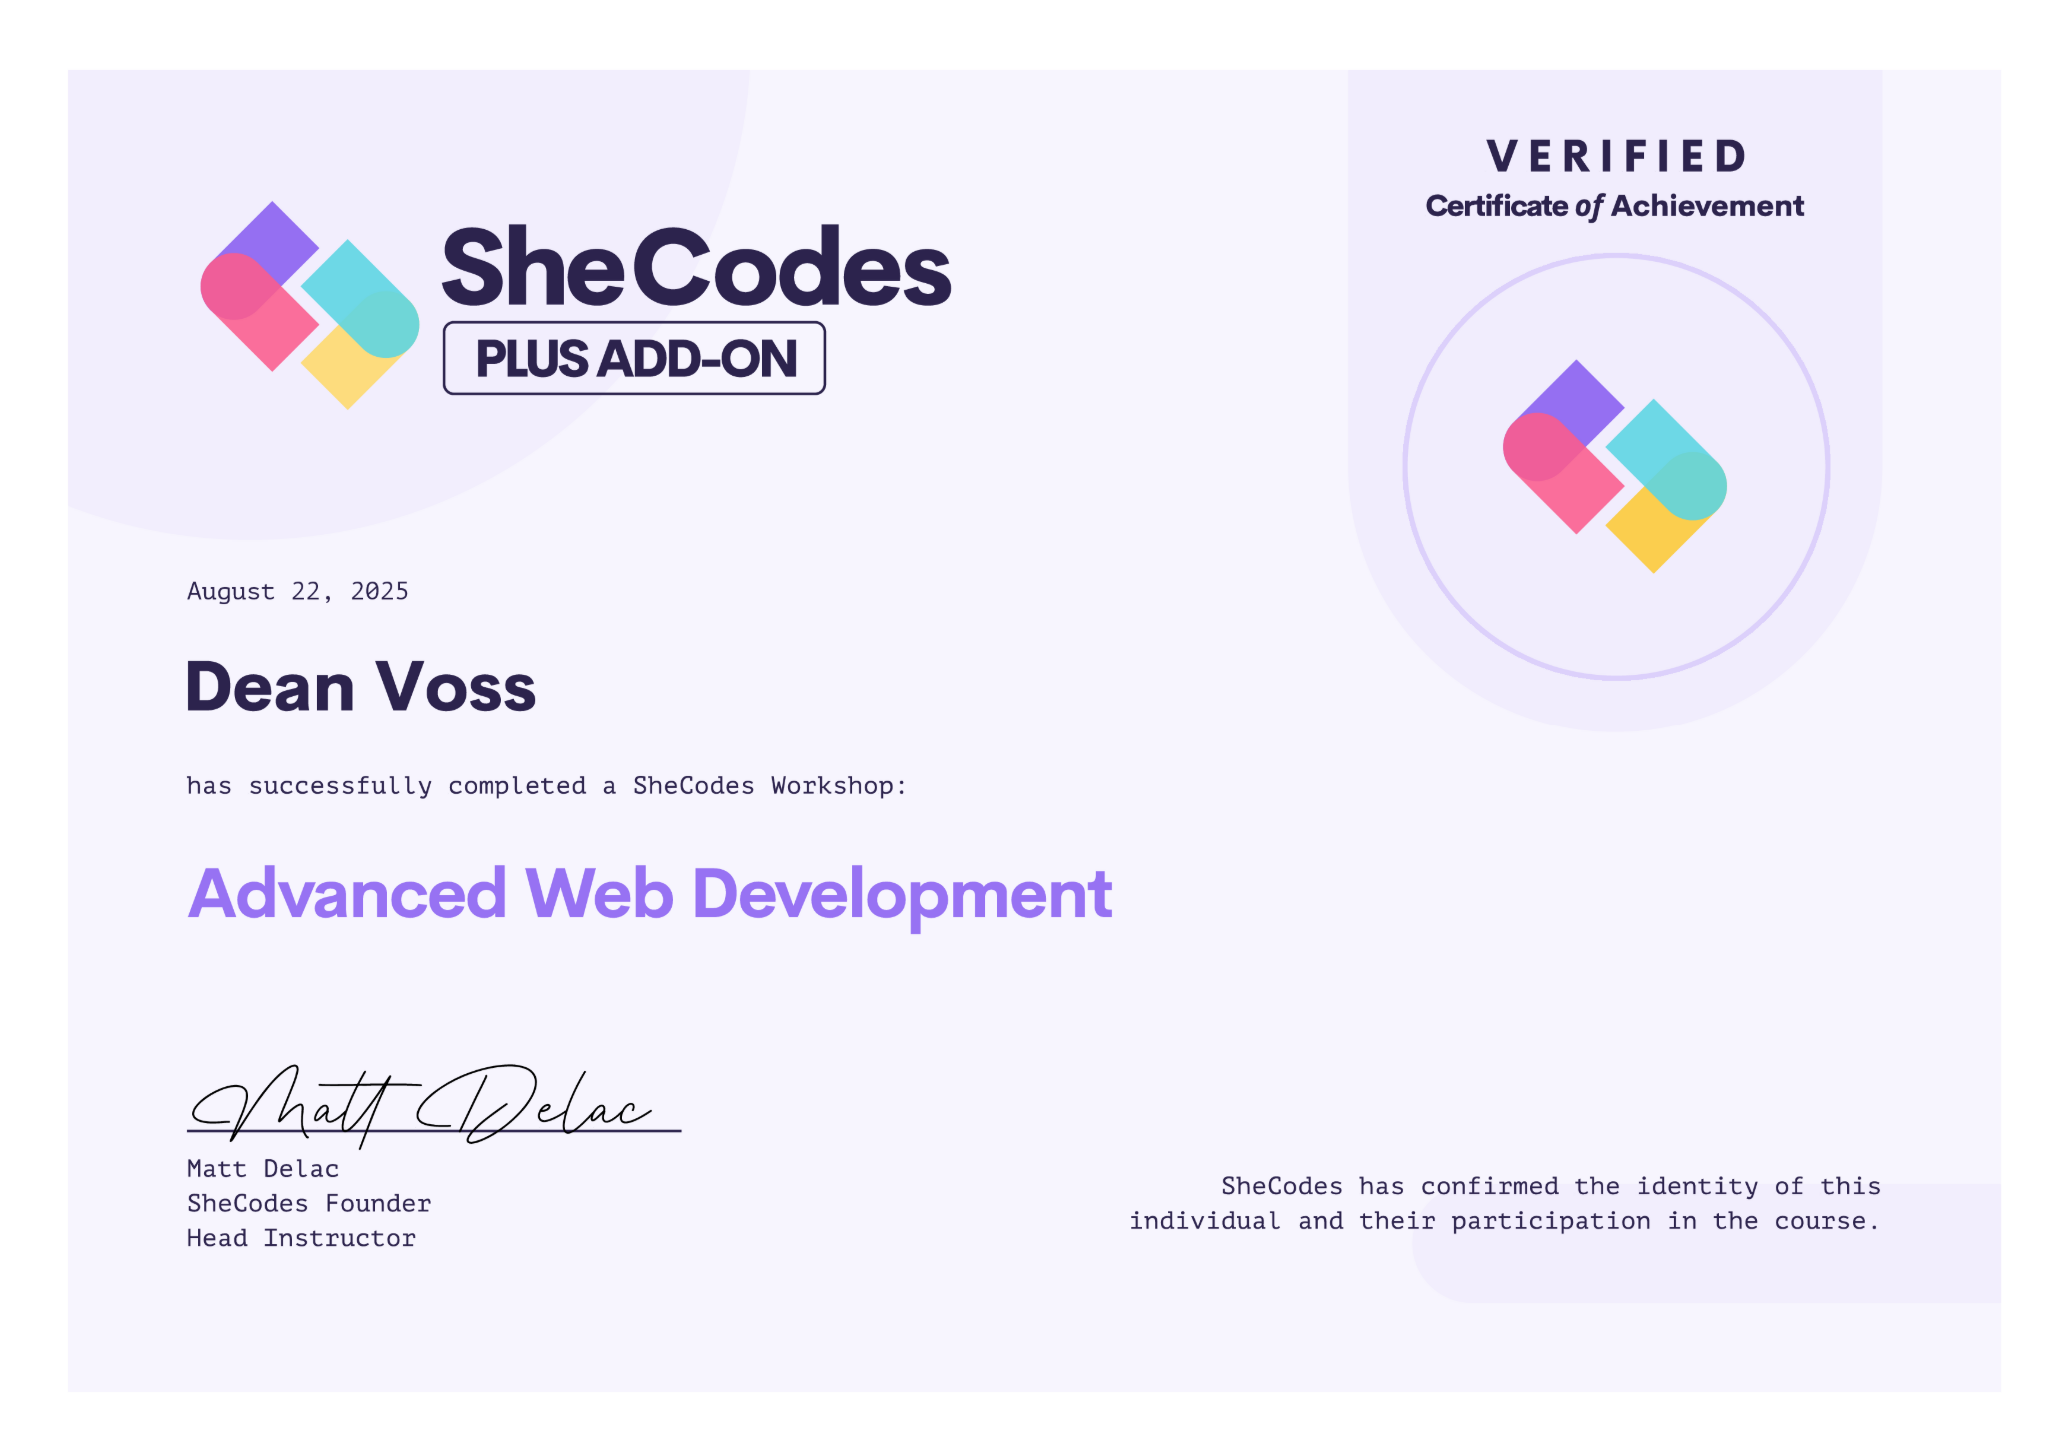 SheCodes
PLUS ADD-ON
VERIFIED
Certificate of Achievement
August 22, 2025
Dean Voss
has successfully completed a SheCodes Workshop:
Advanced Web Development
Matt Delac
Matt Delac
SheCodes Founder
Head Instructor
SheCodes has confirmed the identity of this
individual and their participation in the course.